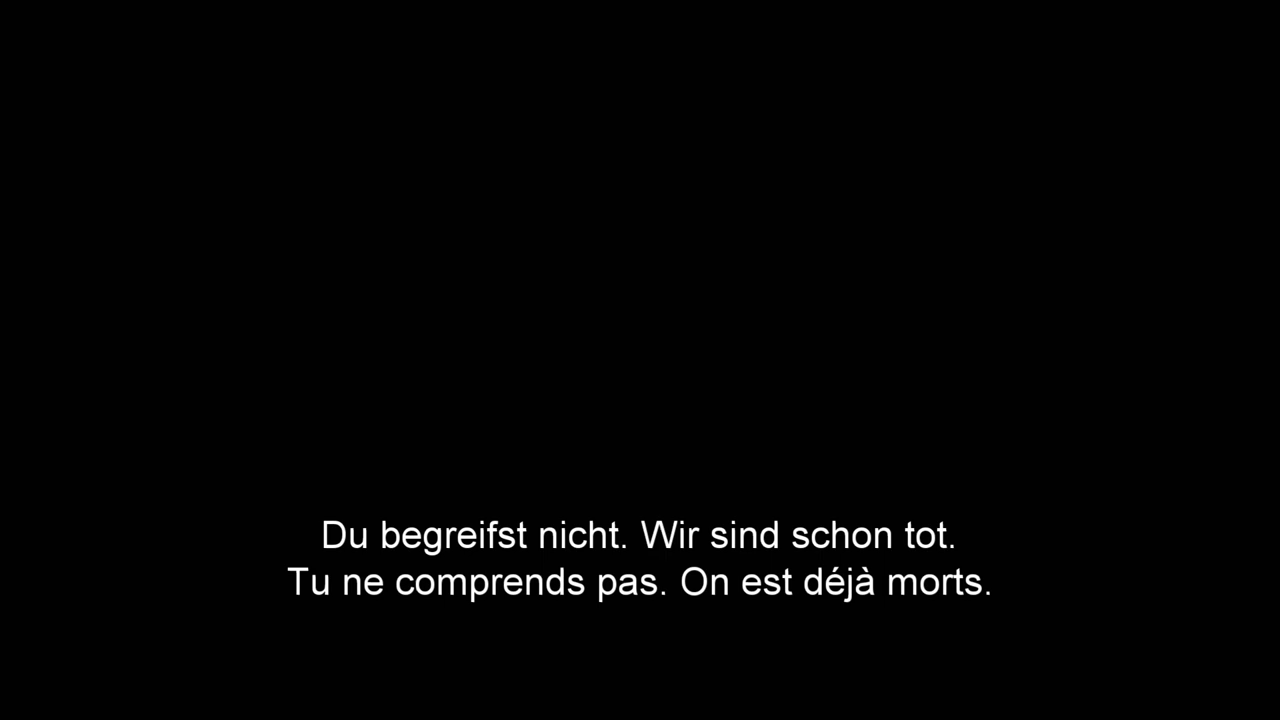 Du begreifst nicht. Wir sind schon tot.
Tu ne comprends pas. On est déjà morts.